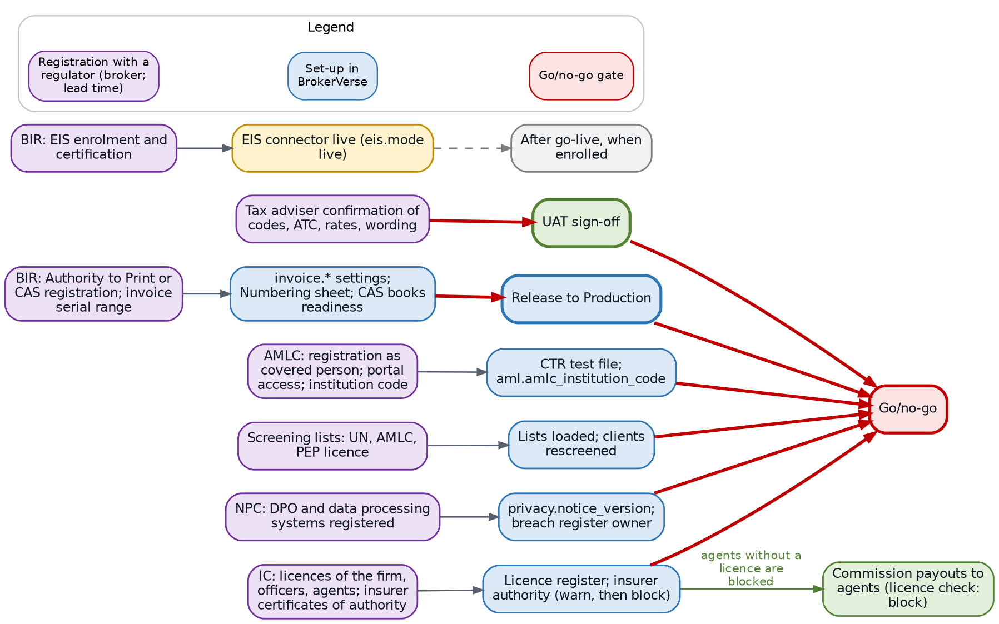 Legend
Registration with a
regulator (broker;
lead time)
Set-up in
BrokerVerse
Go/no-go gate
BIR: EIS enrolment and
certification
EIS connector live (eis.mode
live)
After go-live, when
enrolled
Tax adviser confirmation of
codes, ATC, rates, wording
UAT sign-off
BIR: Authority to Print or
CAS registration; invoice
serial range
invoice.* settings;
Numbering sheet; CAS books
readiness
Release to Production
AMLC: registration as
covered person; portal
access; institution code
CTR test file;
aml.amlc_institution_code
Go/no-go
Screening lists: UN, AMLC,
PEP licence
Lists loaded; clients
rescreened
NPC: DPO and data processing
systems registered
privacy.notice_version;
breach register owner
IC: licences of the firm,
officers, agents; insurer
certificates of authority
Licence register; insurer
authority (warn, then block)
agents without a
licence are
blocked
Commission payouts to
agents (licence check:
block)